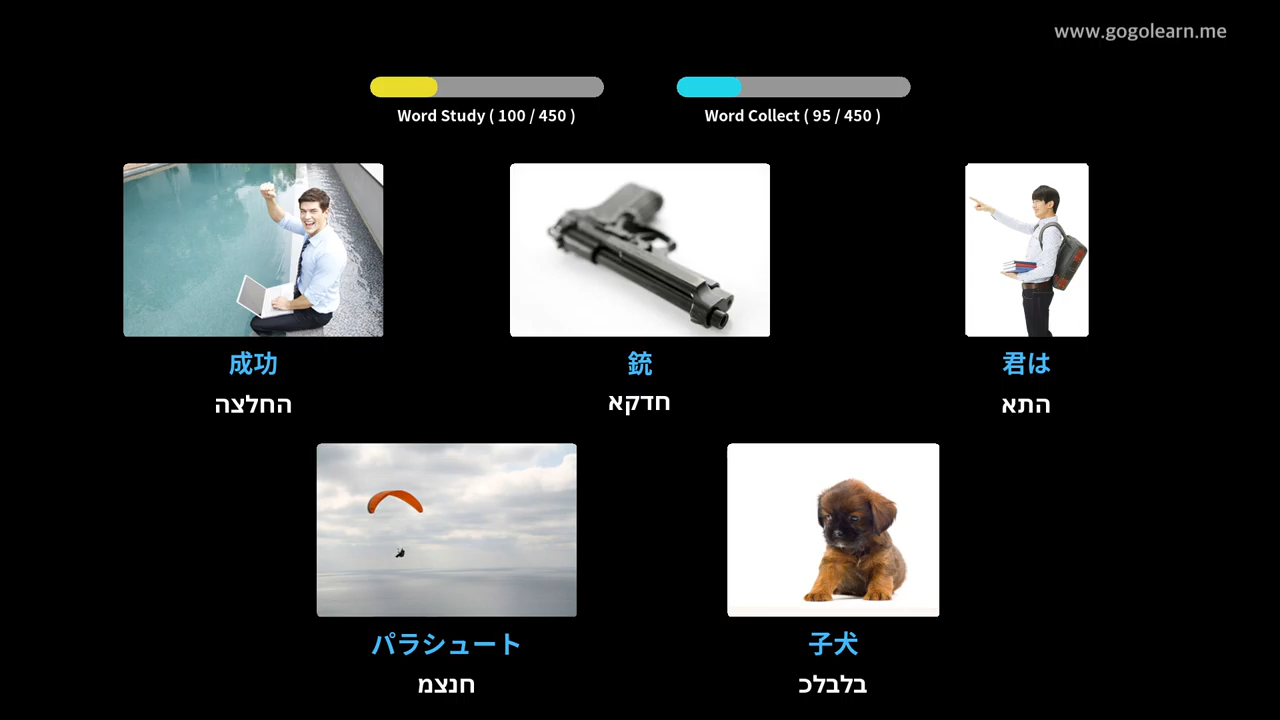 www.gogolearn.me
Word Study ( 100 / 450 )
Word Collect ( 95 / 450 )
成功
החלצה
銃
חדקא
君は
התא
パラシュート
חנצמ
子犬
בלבלכ